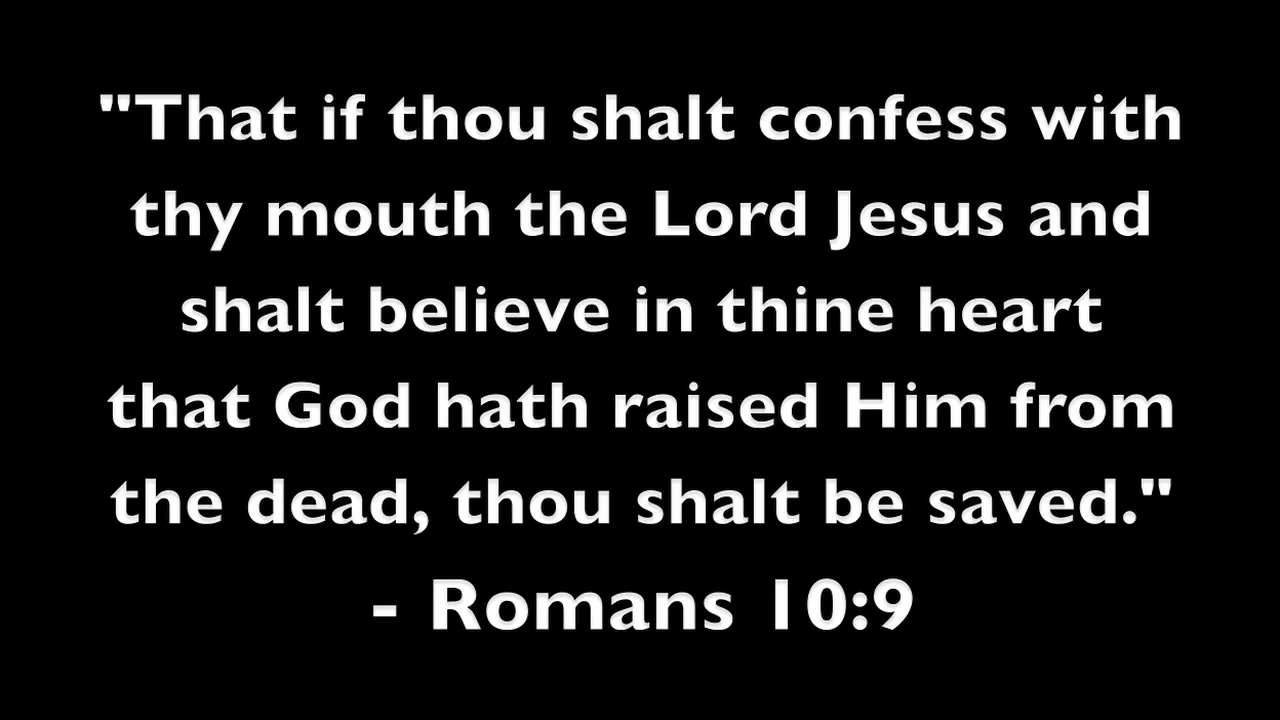 "That if thou shalt confess with
thy mouth the Lord Jesus and
shalt believe in thine heart
that God hath raised Him from
the dead, thou shalt be saved."
- Romans 10:9